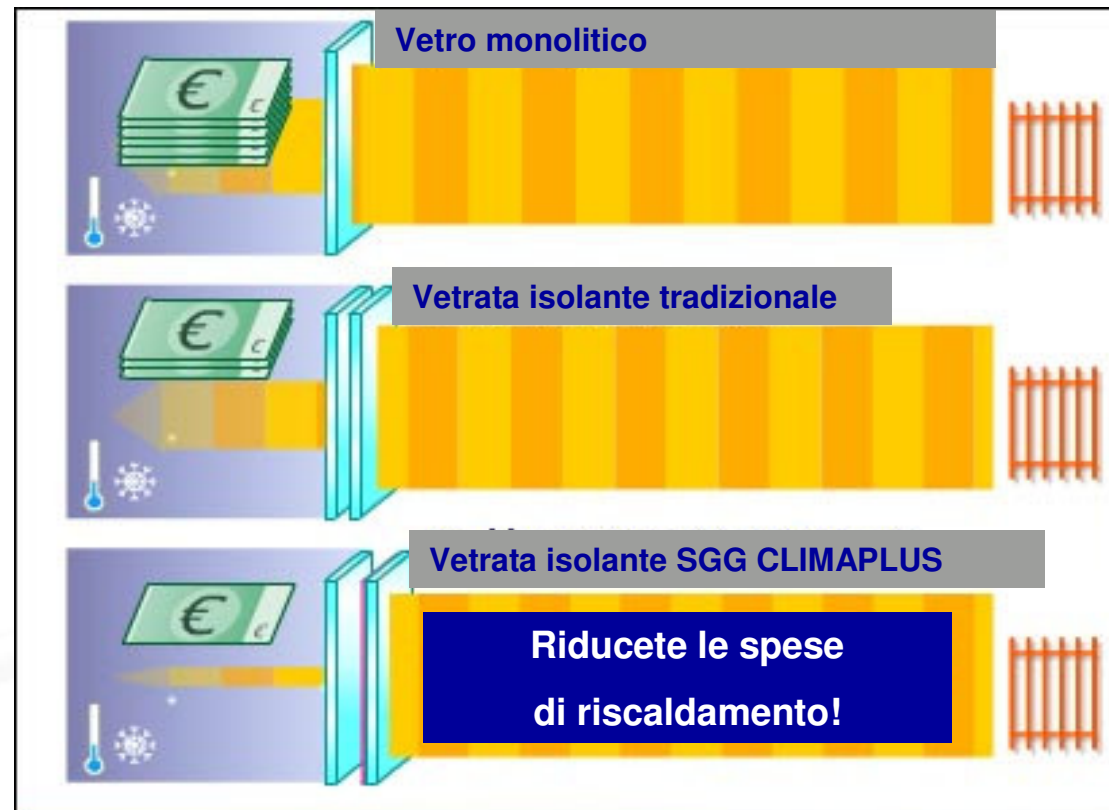 Vetro monolitico
€
€
Vetrata isolante tradizionale
€
€
Vetrata isolante SGG CLIMAPLUS
€
€
Riducete le spese
di riscaldamento!